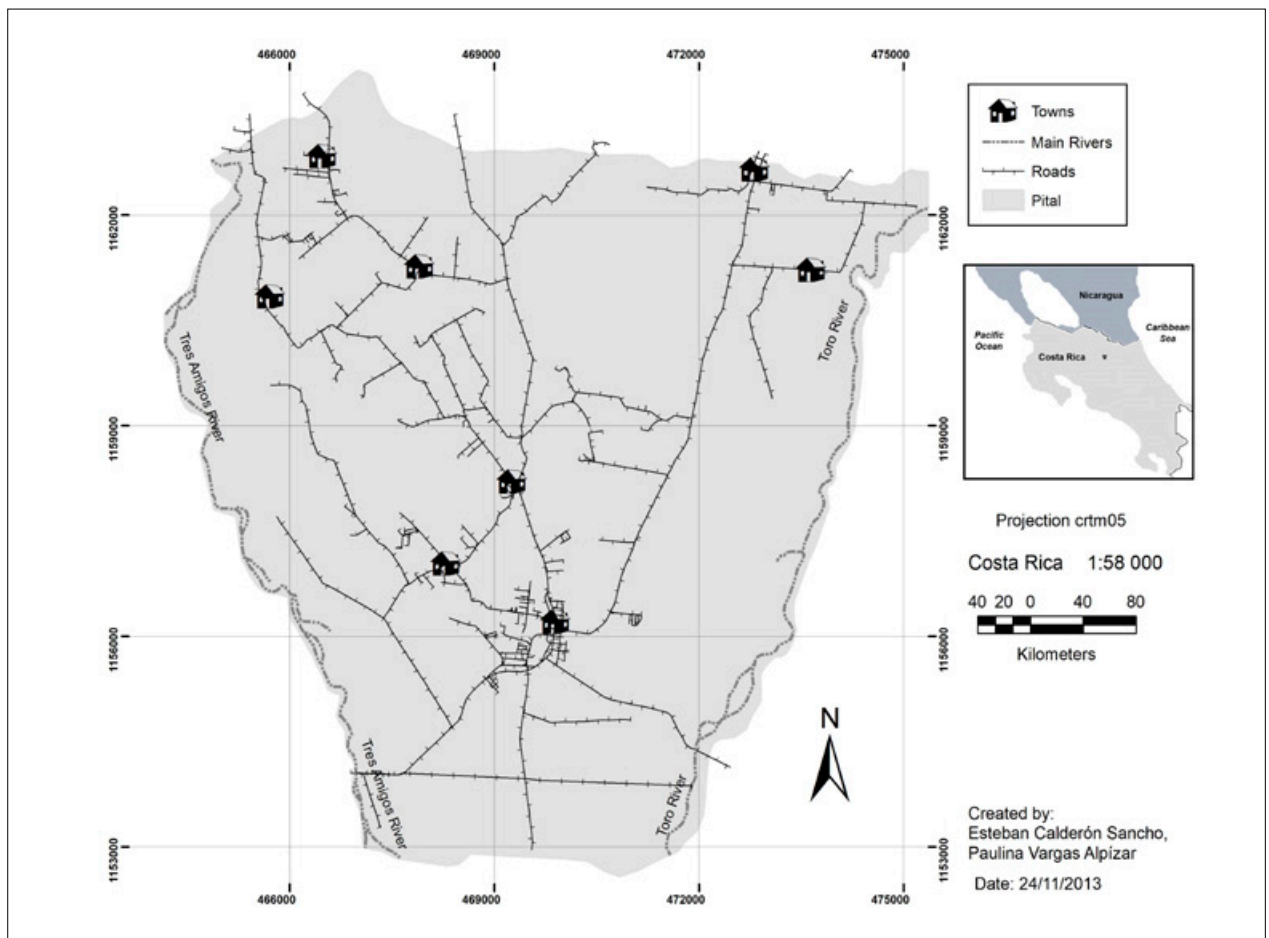 466000
469000
472000
475000
Towns
Main Rivers
Roads
Pital
1162000
1162000
Nicaragua
Pacific
Ocean
Caribbean
Sea
Costa Rica
Toro River
Tres Amigos River
1159000
1159000
Projection crtm05
Costa Rica 1:58 000
40 20 0 40 80
Kilometers
1156000
1156000
N
Tres Amigos River
Toro River
Created by:
Esteban Calderón Sancho,
Paulina Vargas Alpízar
Date: 24/11/2013
1153000
1153000
466000
469000
472000
475000